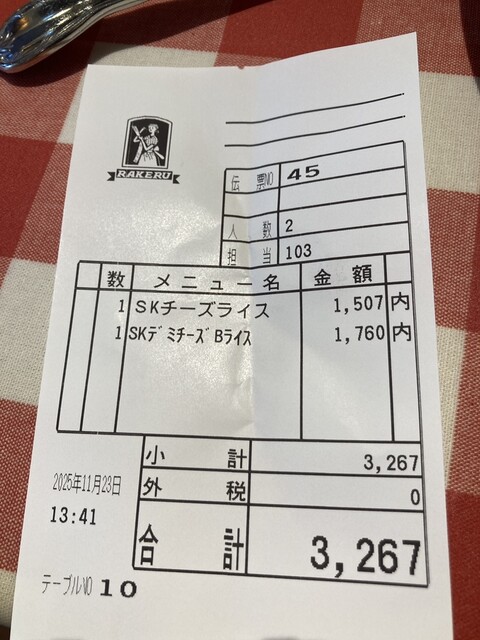 RAKERU
伝票NO 45
人数 2
担当 103
数 メニュー名 金額
1 SKチーズライス 1,507 内
1 SKデミチーズBライス 1,760 内
小計 3,267
外税 0
合計 3,267
2025年11月23日
13:41
テーブルNO 10